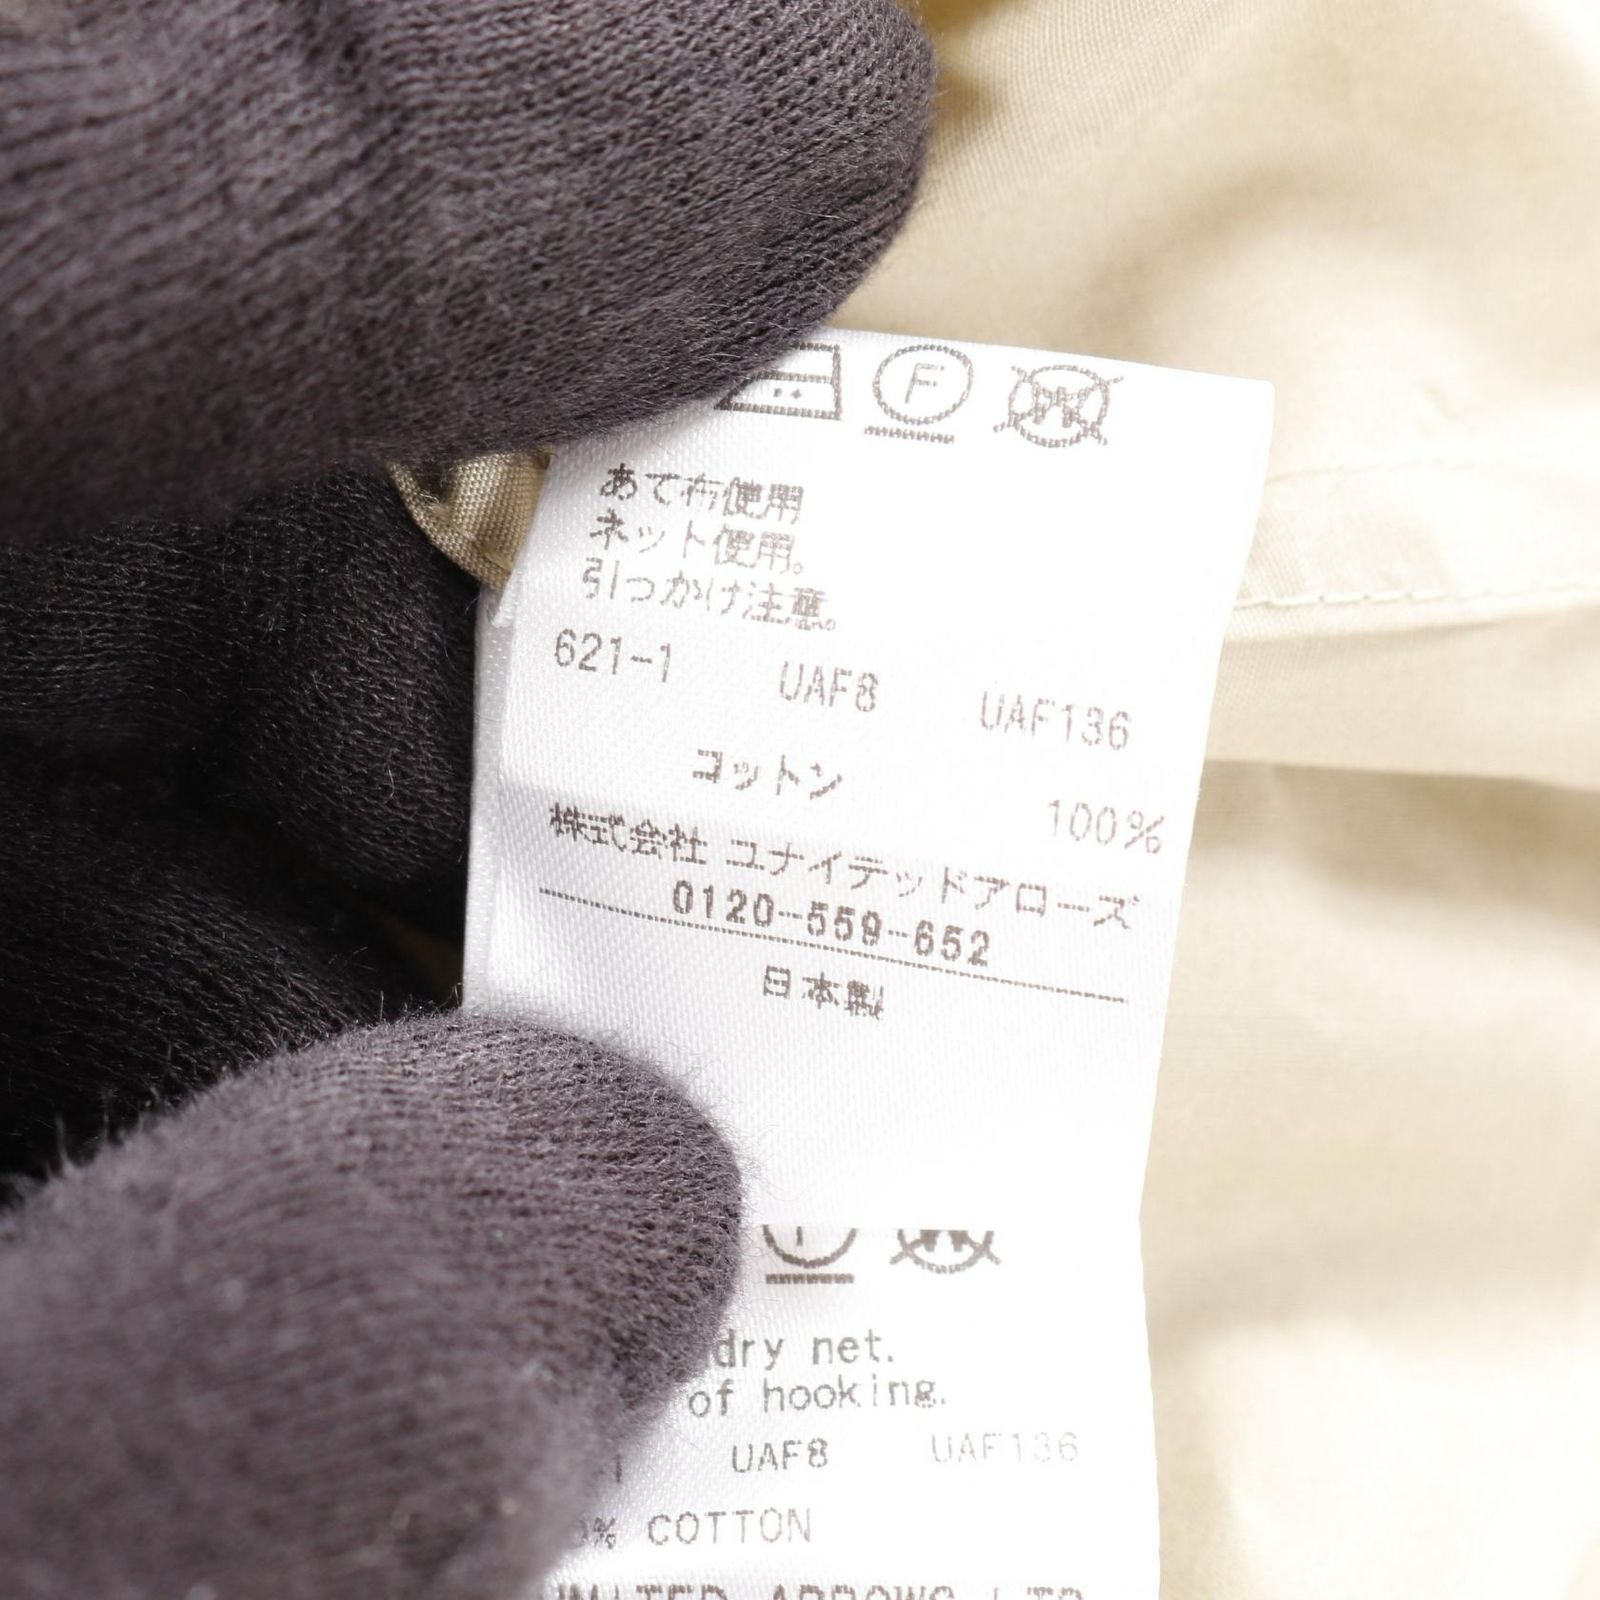 F
あて布使用
ネット使用。
引っかけ注意。
621-1 UAF8 UAF136
コットン 100%
株式会社 ユナイテッドアローズ
0120-559-652
日本製
dry net.
of hooking.
UAF8 UAF136
% COTTON
ARROWS LTD